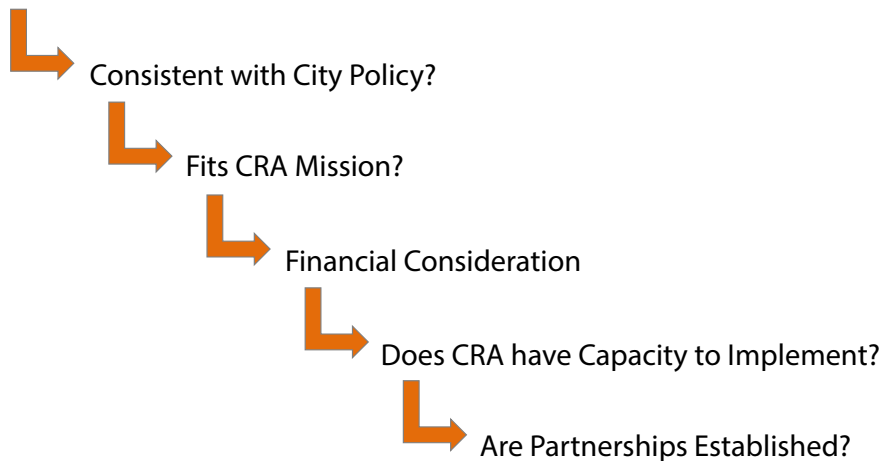 Consistent with City Policy?
Fits CRA Mission?
Financial Consideration
Does CRA have Capacity to Implement?
Are Partnerships Established?